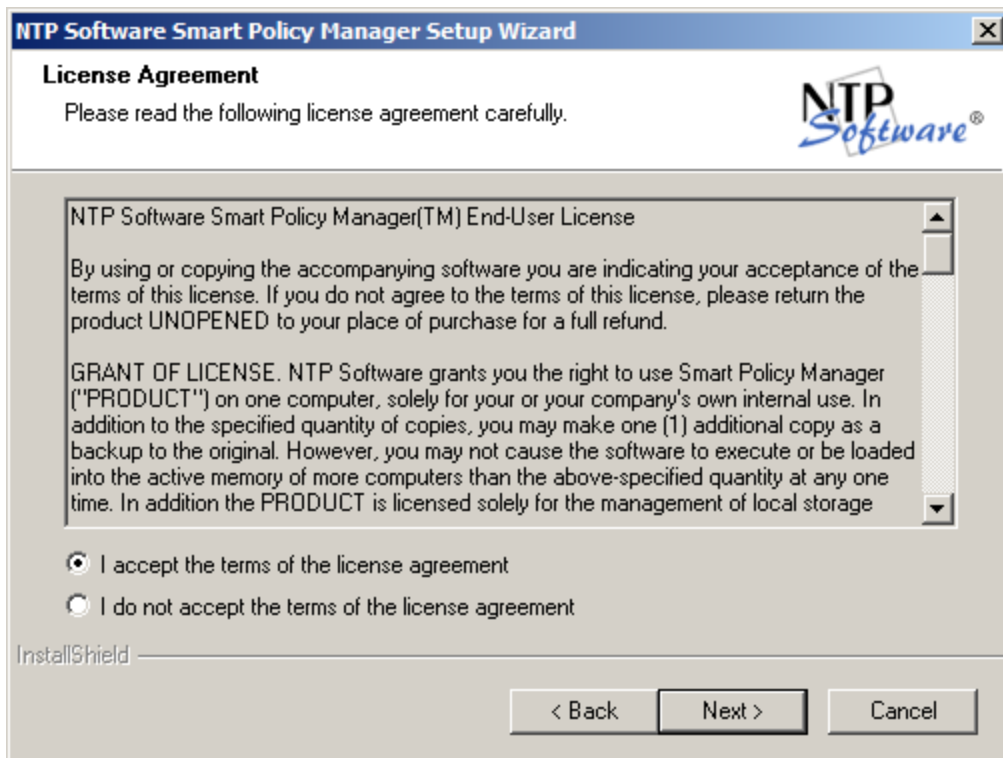 NTP Software Smart Policy Manager Setup Wizard
License Agreement
Please read the following license agreement carefully.
NTP
Software®
NTP Software Smart Policy Manager(TM) End-User License
By using or copying the accompanying software you are indicating your acceptance of the
terms of this license. If you do not agree to the terms of this license, please return the
product UNOPENED to your place of purchase for a full refund.
GRANT OF LICENSE. NTP Software grants you the right to use Smart Policy Manager
("PRODUCT") on one computer, solely for your or your company's own internal use. In
addition to the specified quantity of copies, you may make one (1) additional copy as a
backup to the original. However, you may not cause the software to execute or be loaded
into the active memory of more computers than the above-specified quantity at any one
time. In addition the PRODUCT is licensed solely for the management of local storage
I accept the terms of the license agreement
I do not accept the terms of the license agreement
InstallShield
< Back Next > Cancel